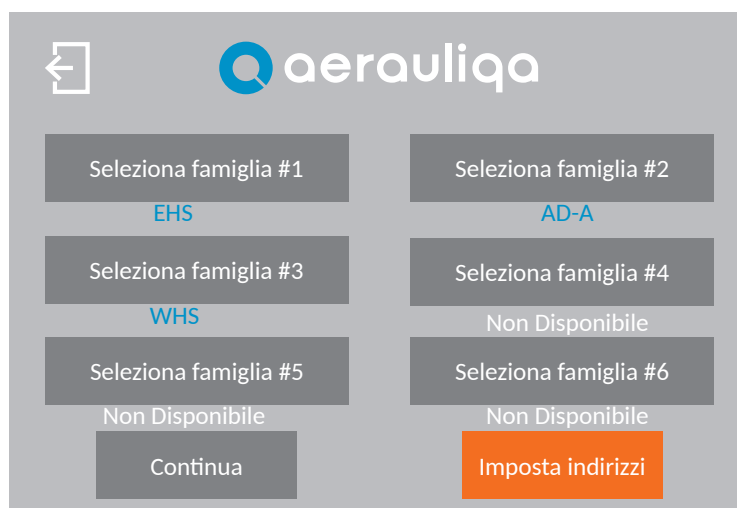 aerauliqa
Seleziona famiglia #1
Seleziona famiglia #2
EHS
AD-A
Seleziona famiglia #3
Seleziona famiglia #4
WHS
Non Disponibile
Seleziona famiglia #5
Seleziona famiglia #6
Non Disponibile
Non Disponibile
Continua
Imposta indirizzi